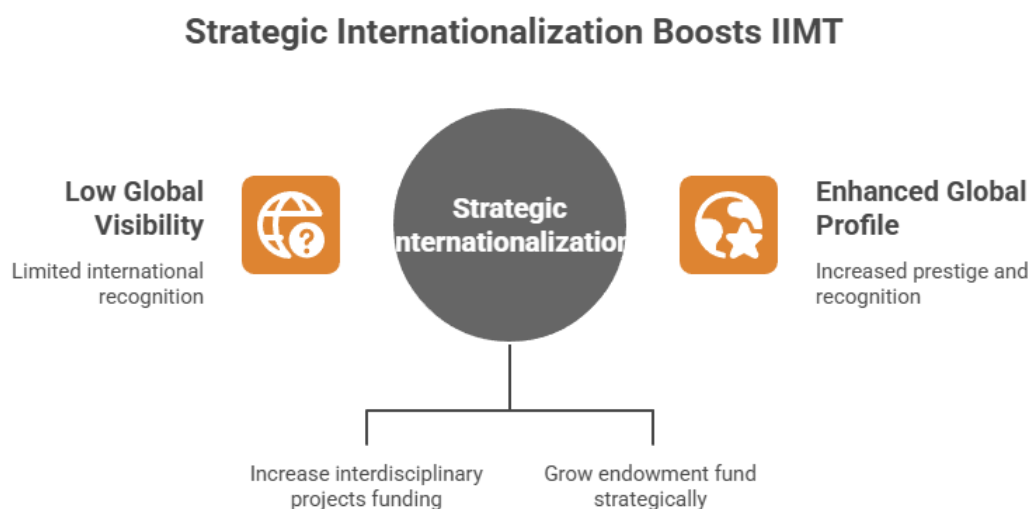 Strategic Internationalization Boosts IIMT
Low Global
Visibility
Limited international
recognition
?
Strategic
Internationalization
Enhanced Global
Profile
Increased prestige and
recognition
Increase interdisciplinary
projects funding
Grow endowment fund
strategically